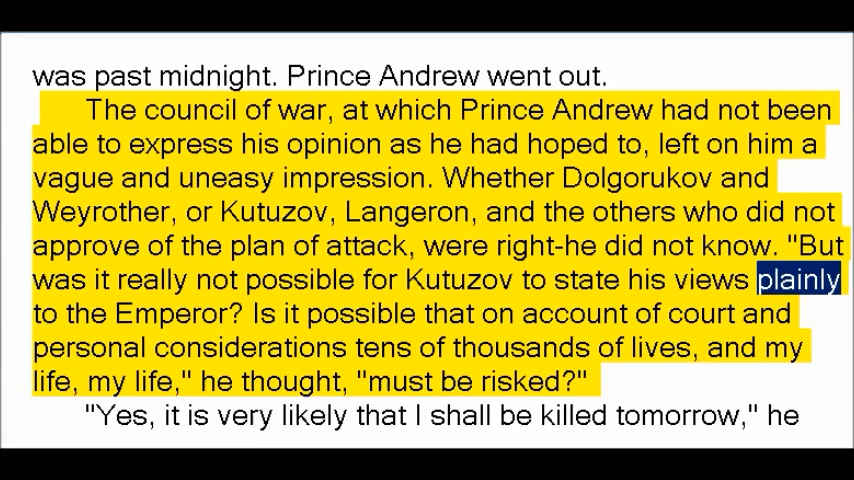 was past midnight. Prince Andrew went out.
The council of war, at which Prince Andrew had not been
able to express his opinion as he had hoped to, left on him a
vague and uneasy impression. Whether Dolgorukov and
Weyrother, or Kutuzov, Langeron, and the others who did not
approve of the plan of attack, were right-he did not know. "But
was it really not possible for Kutuzov to state his views plainly
to the Emperor? Is it possible that on account of court and
personal considerations tens of thousands of lives, and my
life, my life," he thought, "must be risked?"
"Yes, it is very likely that I shall be killed tomorrow," he